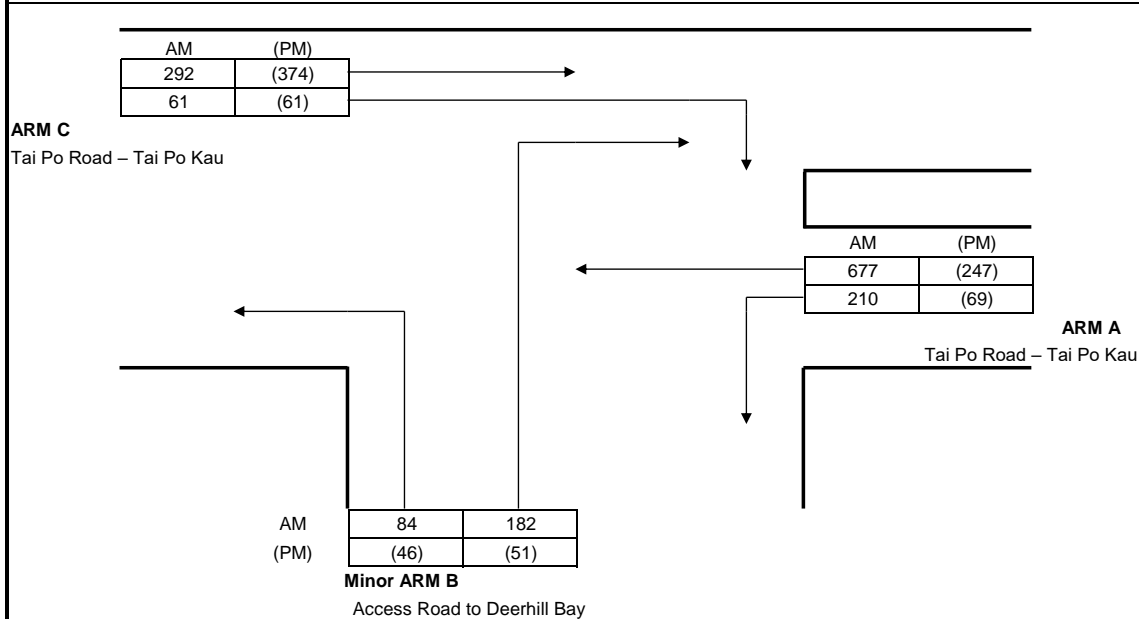 AM (PM)
292 (374)
61 (61)
ARM C
Tai Po Road – Tai Po Kau
AM (PM)
677 (247)
210 (69)
ARM A
Tai Po Road – Tai Po Kau
AM 84 182
(PM) (46) (51)
Minor ARM B
Access Road to Deerhill Bay